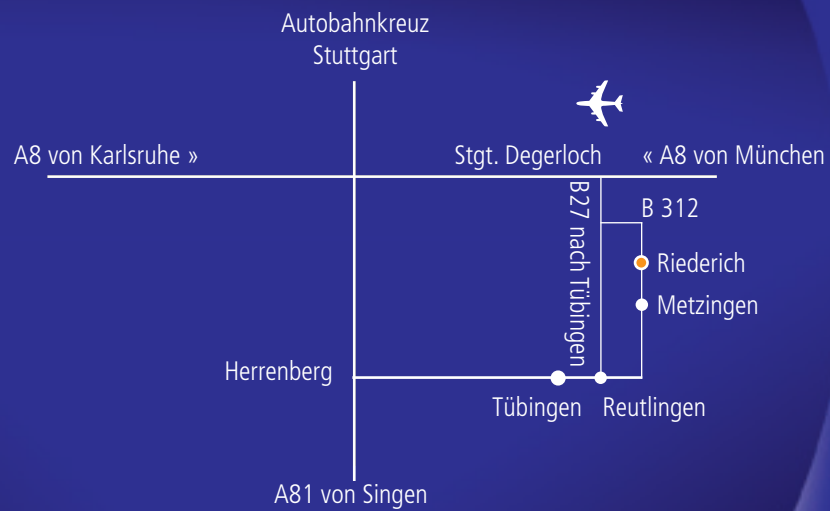 Autobahnkreuz
Stuttgart
A8 von Karlsruhe »
Stgt. Degerloch
« A8 von München
B27 nach Tübingen
B 312
Riederich
Metzingen
Herrenberg
Tübingen
Reutlingen
A81 von Singen